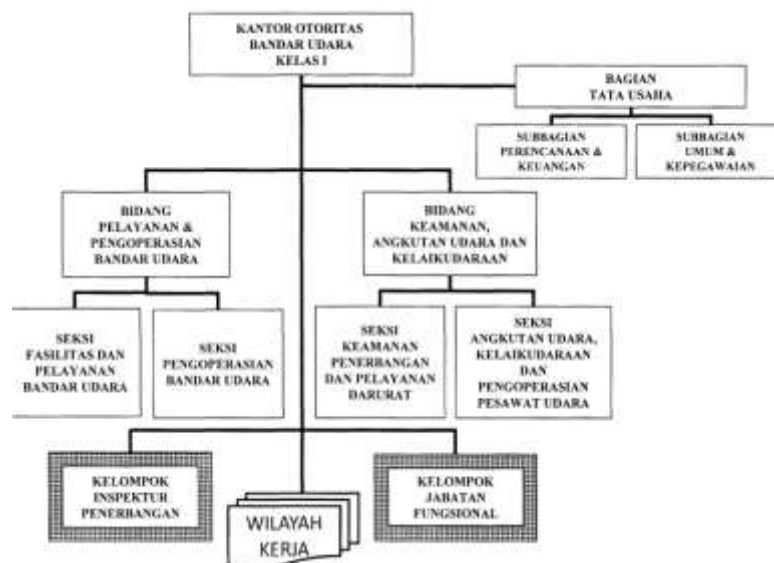 KANTOR OTORITAS
BANDAR UDARA
KELAS I
BAGIAN
TATA USAHA
SUBBAGIAN
PERENCANAAN &
KEUANGAN
SUBBAGIAN
UMUM &
KEPEGAWAIAN
BIDANG
PELAYANAN &
PENGOPERASIAN
BANDAR UDARA
BIDANG
KEAMANAN,
ANGKUTAN UDARA DAN
KELAIKUDARAAN
SEKSI
FASILITAS DAN
PELAYANAN
BANDAR UDARA
SEKSI
PENGOPERASIAN
BANDAR UDARA
SEKSI
KEAMANAN
PENERBANGAN
DAN PELAYANAN
DARURAT
SEKSI
ANGKUTAN UDARA,
KELAIKUDARAAN
DAN
PENGOPERASIAN
PESAWAT UDARA
KELOMPOK
INSPEKTUR
PENERBANGAN
KELOMPOK
JABATAN
FUNGSIONAL
WILAYAH
KERJA